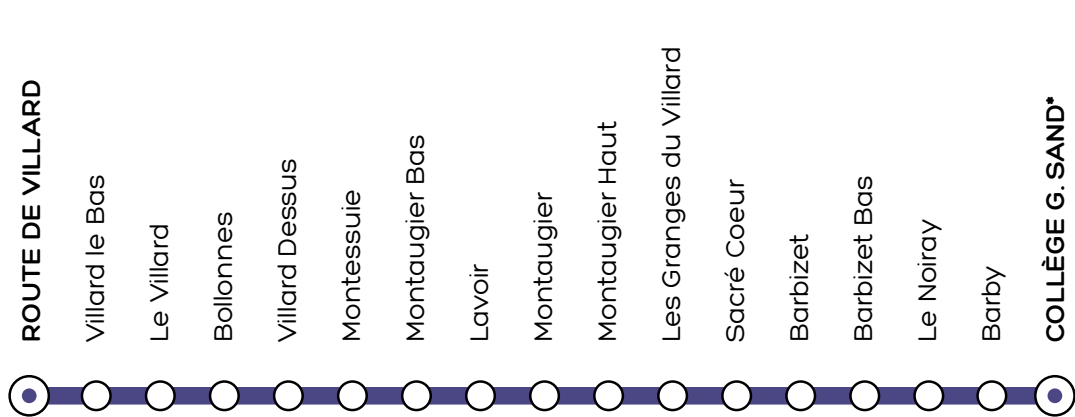 ROUTE DE VILLARD
Villard le Bas
Le Villard
Bollonnes
Villard Dessus
Montessuie
Montaugier Bas
Lavoir
Montaugier
Montaugier Haut
Les Granges du Villard
Sacré Coeur
Barbizet
Barbizet Bas
Le Noiray
Barby
COLLÈGE G. SAND*